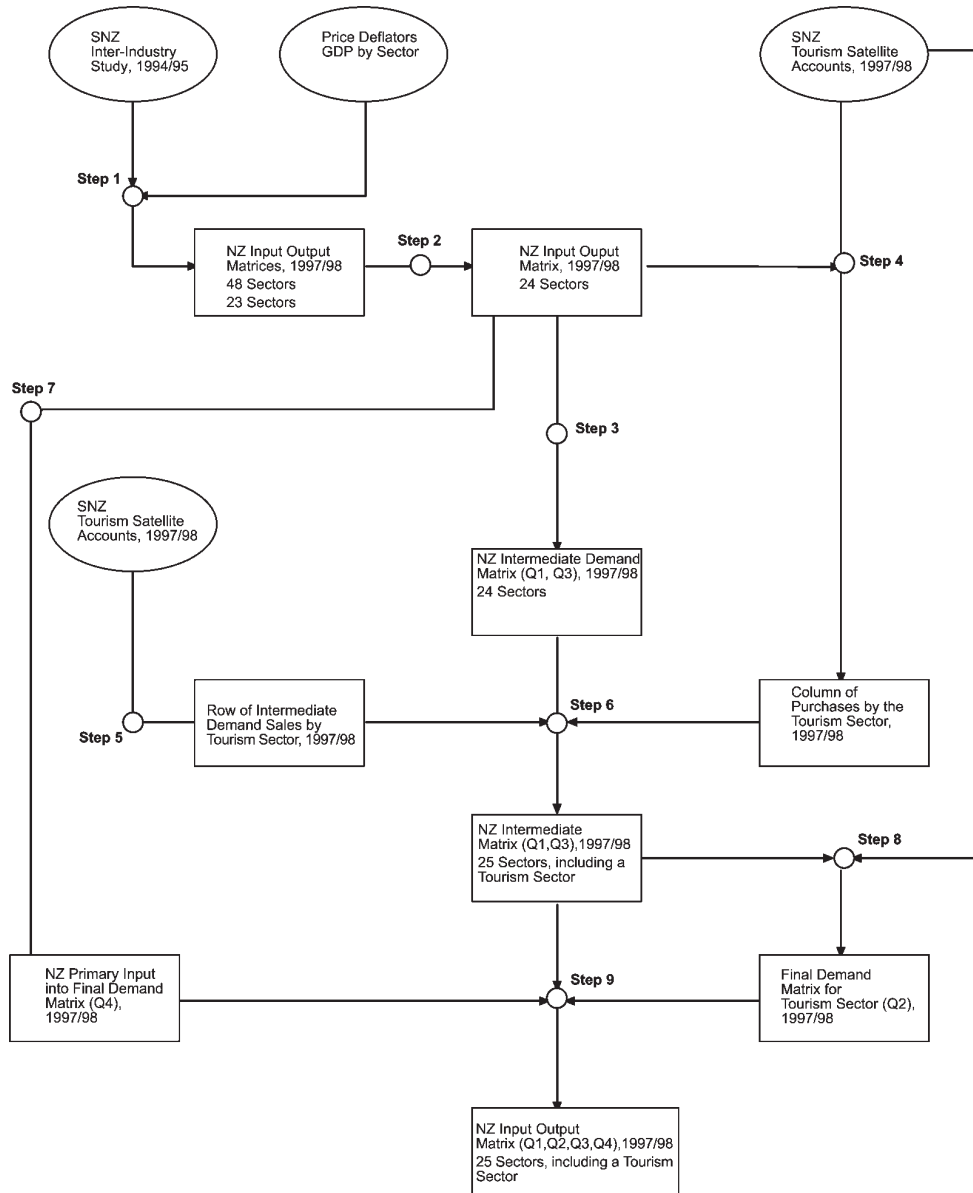 SNZ
Inter-Industry
Study, 1994/95
Price Deflators
GDP by Sector
SNZ
Tourism Satellite
Accounts, 1997/98
Step 1
NZ Input Output
Matrices, 1997/98
48 Sectors
23 Sectors
Step 2
NZ Input Ouput
Matrix, 1997/98
24 Sectors
Step 4
Step 7
Step 3
SNZ
Tourism Satellite
Accounts, 1997/98
NZ Intermediate Demand
Matrix (Q1, Q3), 1997/98
24 Sectors
Step 5
Row of Intermediate
Demand Sales by
Tourism Sector, 1997/98
Step 6
Column of
Purchases by the
Tourism Sector,
1997/98
NZ Intermediate
Matrix (Q1,Q3),1997/98
25 Sectors, including a
Tourism Sector
Step 8
NZ Primary Input
into Final Demand
Matrix (Q4),
1997/98
Step 9
Final Demand
Matrix for
Tourism Sector (Q2),
1997/98
NZ Input Output
Matrix (Q1,Q2,Q3,Q4),1997/98
25 Sectors, including a Tourism
Sector